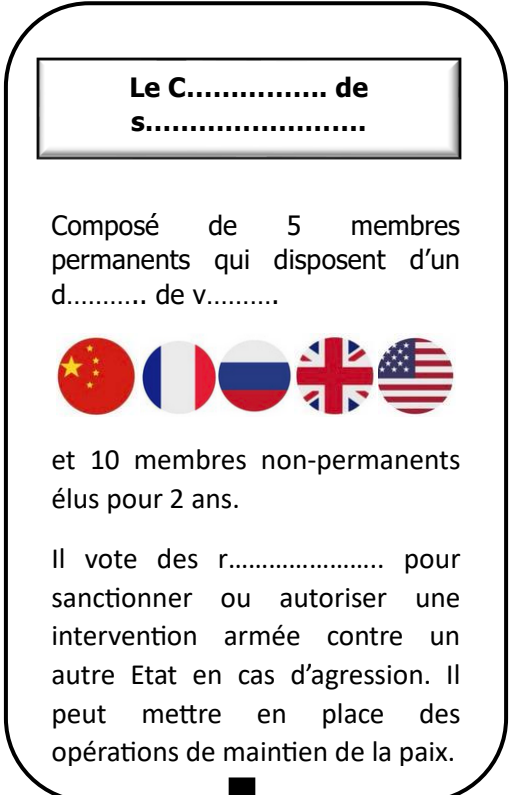 Le C................ de
s.........................
Composé de 5 membres
permanents qui disposent d’un
d……….. de v……….
et 10 membres non-permanents
élus pour 2 ans.
Il vote des r………………….. pour
sanctionner ou autoriser une
intervention armée contre un
autre Etat en cas d’agression. Il
peut mettre en place des
opérations de maintien de la paix.